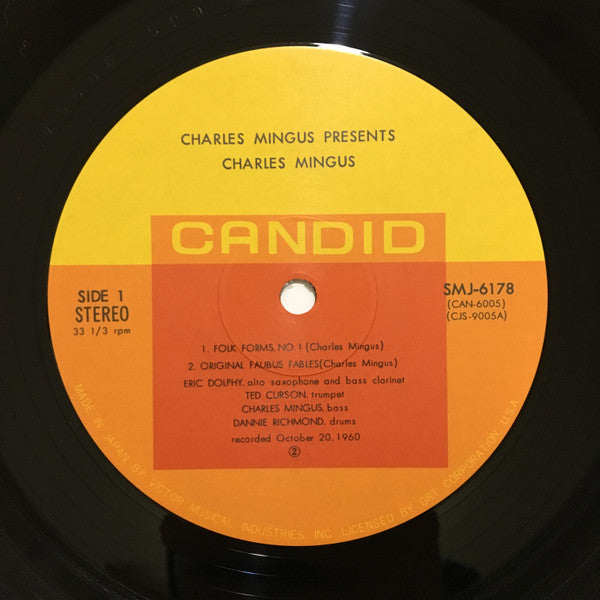 CHARLES MINGUS PRESENTS
CHARLES MINGUS
CANDID
SIDE 1
STEREO
33 1/3 rpm
SMJ-6178
(CAN-6005)
(CJS-9005A)
1. FOLK FORMS, NO.1 (Charles Mingus)
2. ORIGINAL FAUBUS FABLES(Charles Mingus)
ERIC DOLPHY, alto saxophone and bass clarinet
TED CURSON, trumpet
CHARLES MINGUS, bass
DANNIE RICHMOND, drums
recorded October 20, 1960
②
MADE IN JAPAN BY VICTOR MUSICAL INDUSTRIES, INC. LICENSED BY GRT CORPORATION, U.S.A.